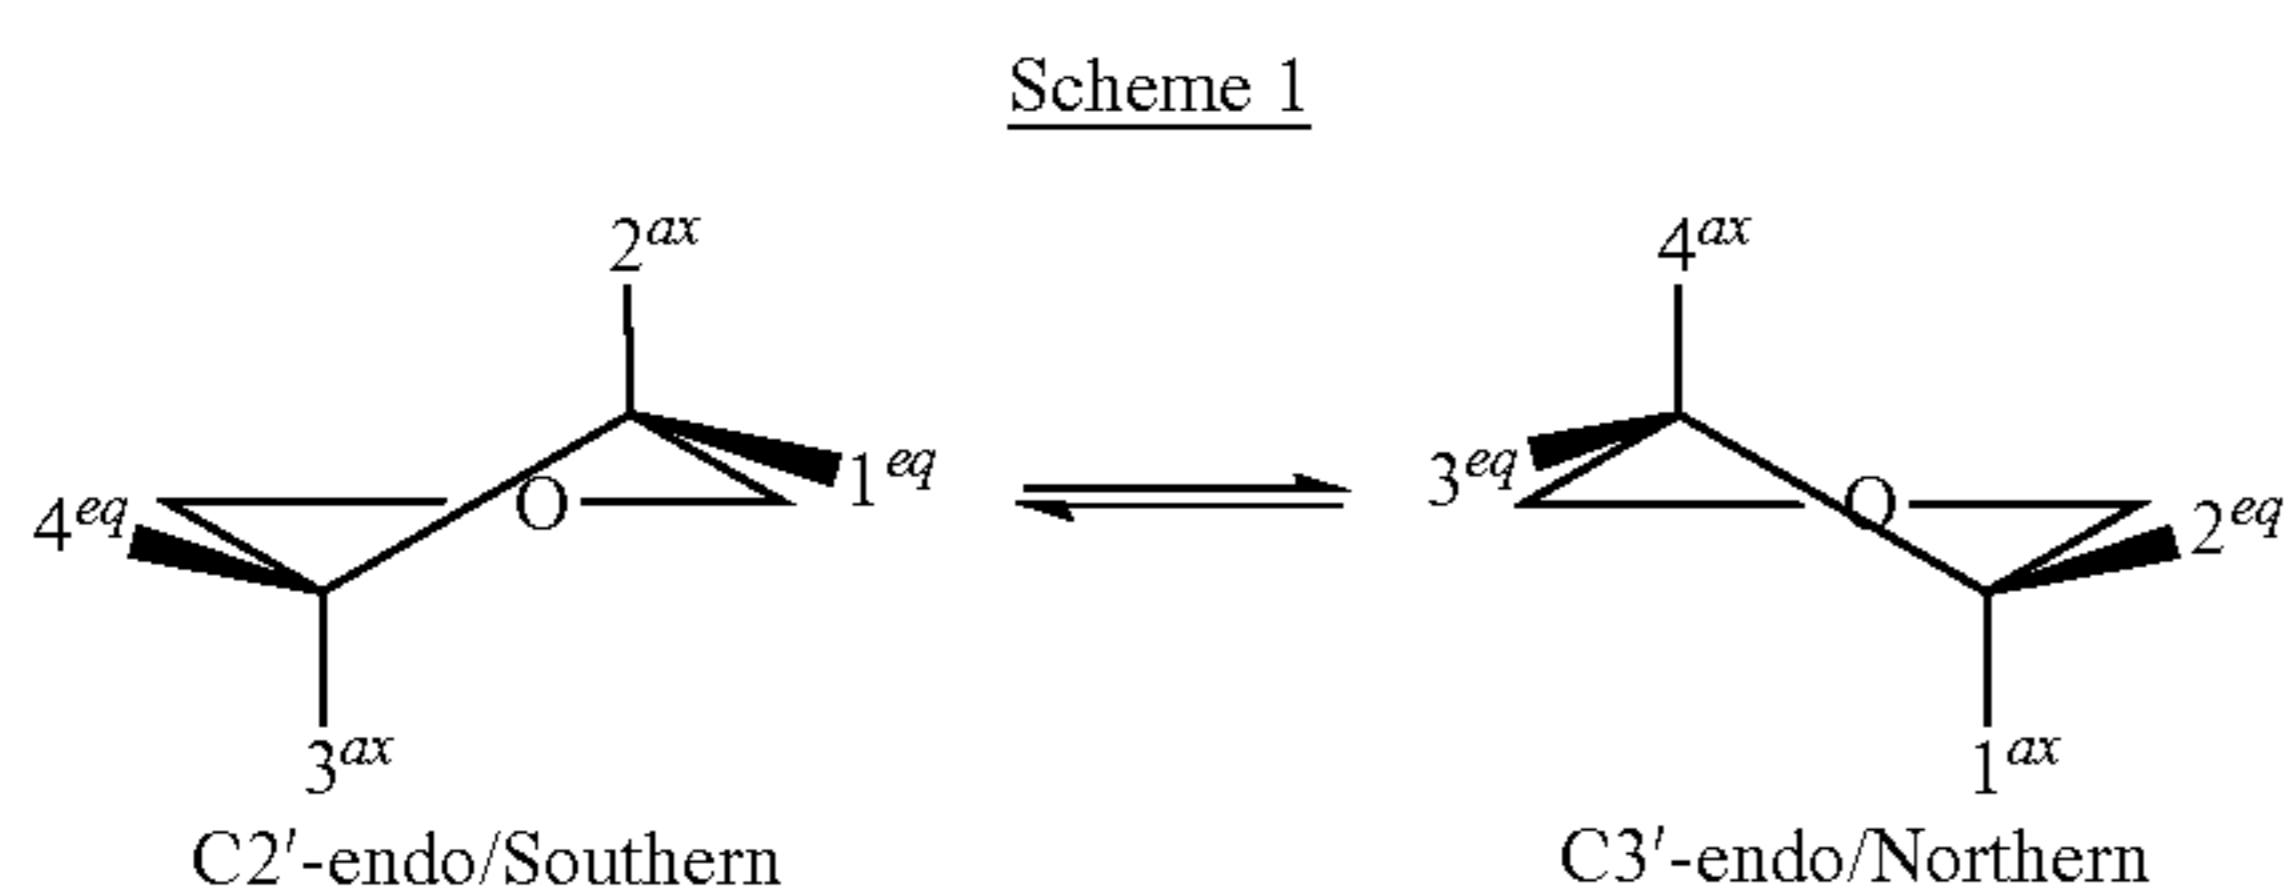 Scheme 1
2ax
4eq
O
1eq
3ax
C2'-endo/Southern
4ax
3eq
O
2eq
1ax
C3'-endo/Northern